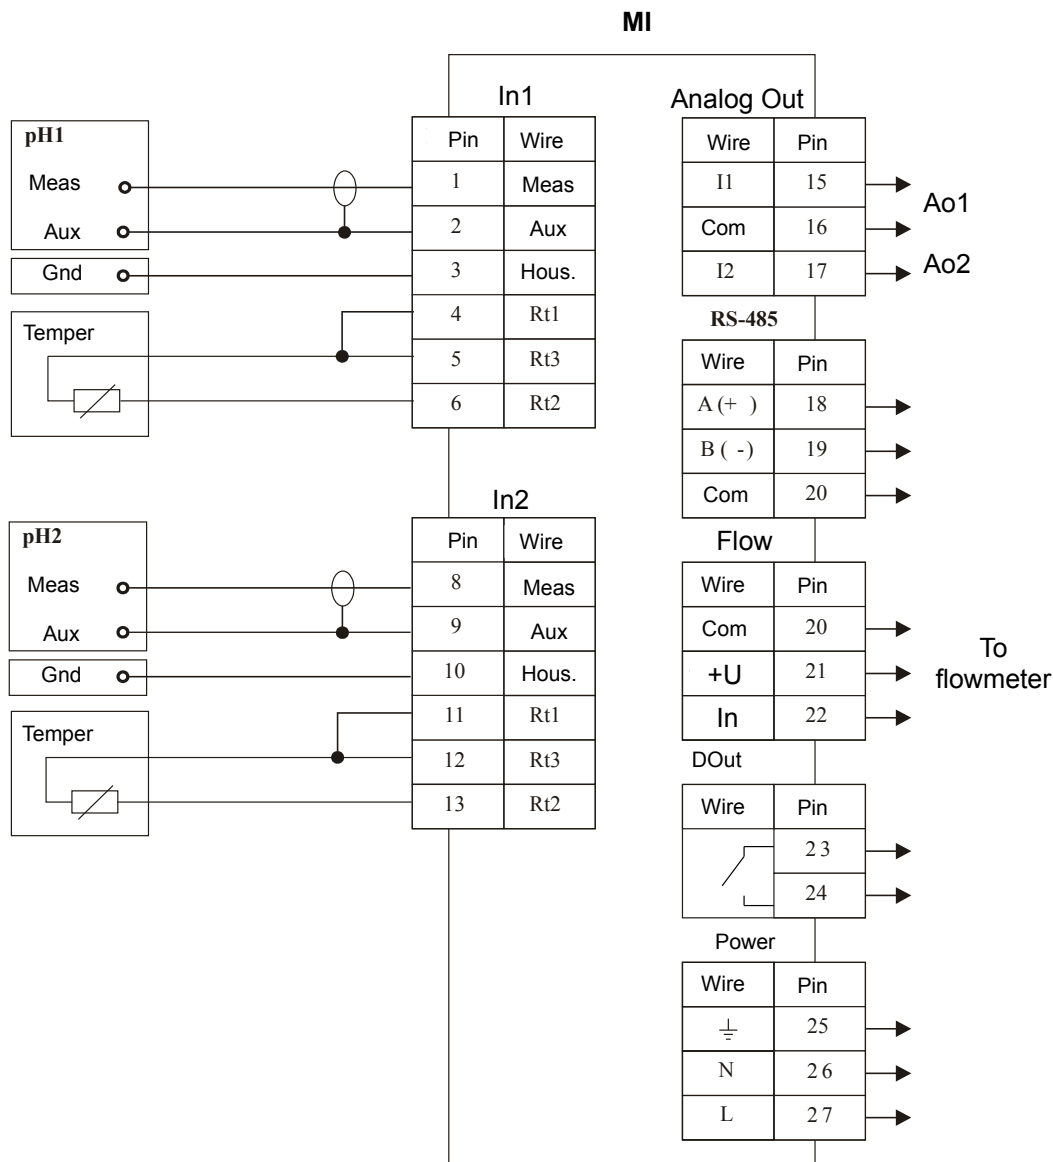 MI
In1
Pin Wire
1 Meas
2 Aux
3 Hous.
4 Rt1
5 Rt3
6 Rt2
pH1
Meas
Aux
Gnd
Temper
In2
Pin Wire
8 Meas
9 Aux
10 Hous.
11 Rt1
12 Rt3
13 Rt2
pH2
Meas
Aux
Gnd
Temper
Analog Out
Wire Pin
I1 15
Com 16
I2 17
Ao1
Ao2
RS-485
Wire Pin
A (+ ) 18
B ( -) 19
Com 20
Flow
Wire Pin
Com 20
+U 21
In 22
To
flowmeter
DOut
Wire Pin
23
24
Power
Wire Pin
25
N 26
L 27